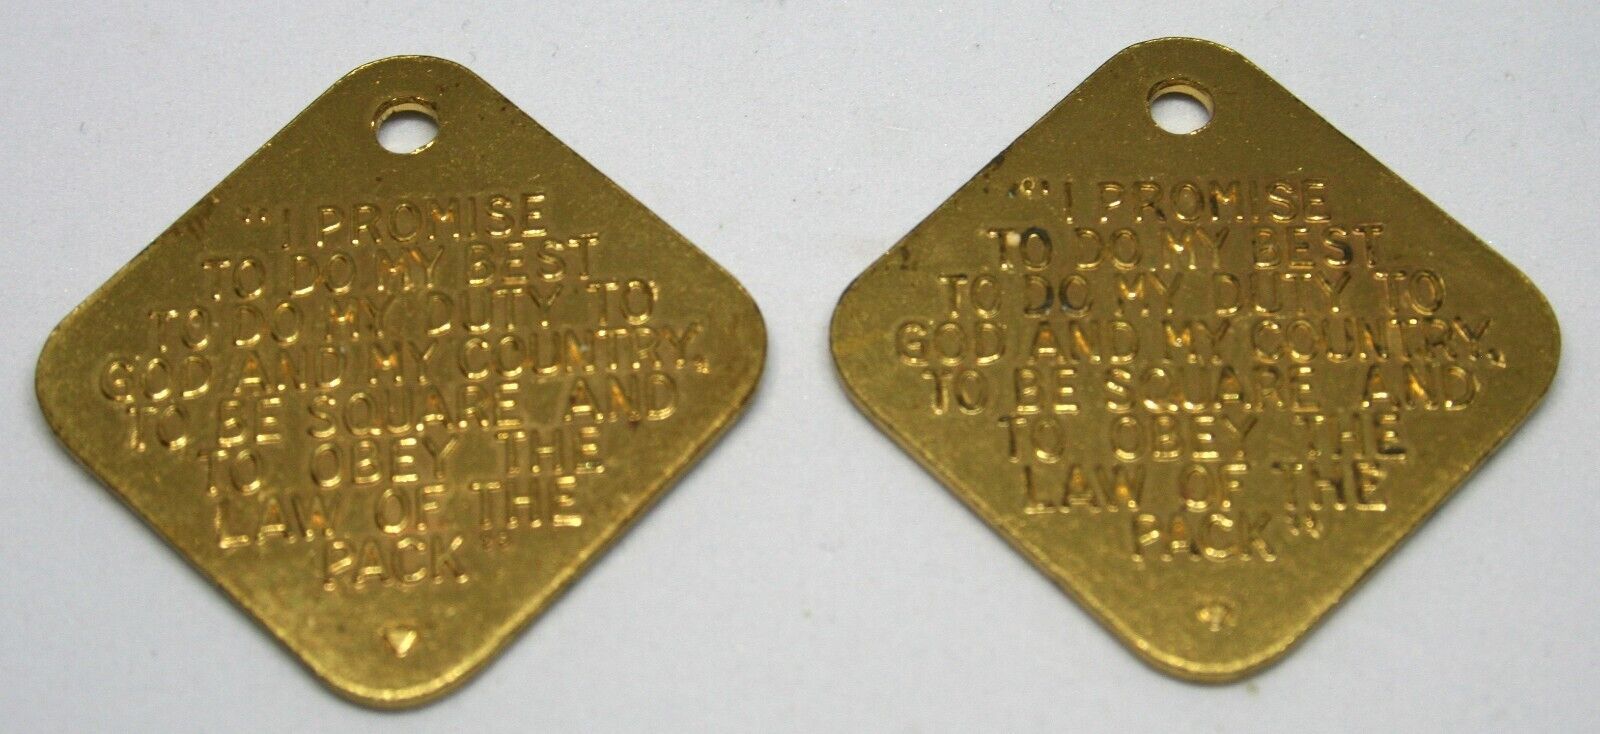 "I PROMISE
TO DO MY BEST
TO DO MY DUTY TO
GOD AND MY COUNTRY,
TO BE SQUARE AND
TO OBEY THE
LAW OF THE
PACK"
"I PROMISE
TO DO MY BEST
TO DO MY DUTY TO
GOD AND MY COUNTRY,
TO BE SQUARE AND
TO OBEY THE
LAW OF THE
PACK"